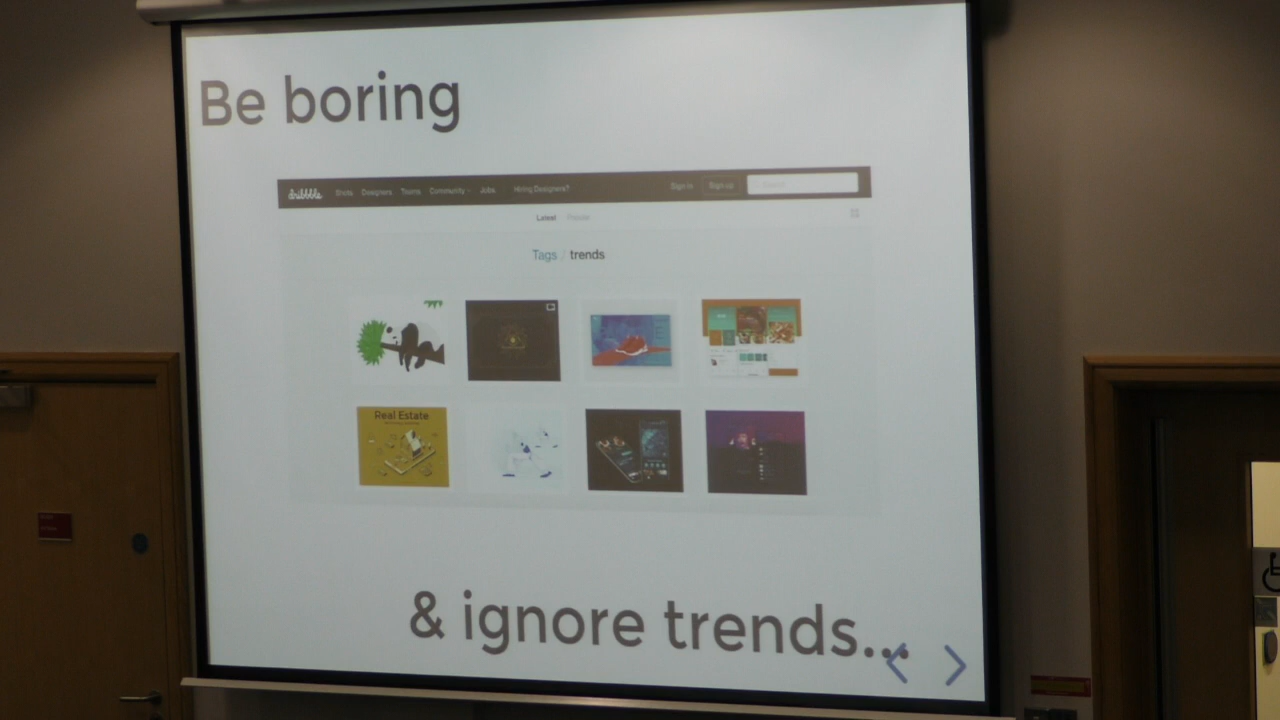 Be boring
dribbble Shots Designers Teams Community Jobs Hiring Designers? Sign in Sign up
Latest Popular
Tags / trends
Real Estate
& ignore trends...